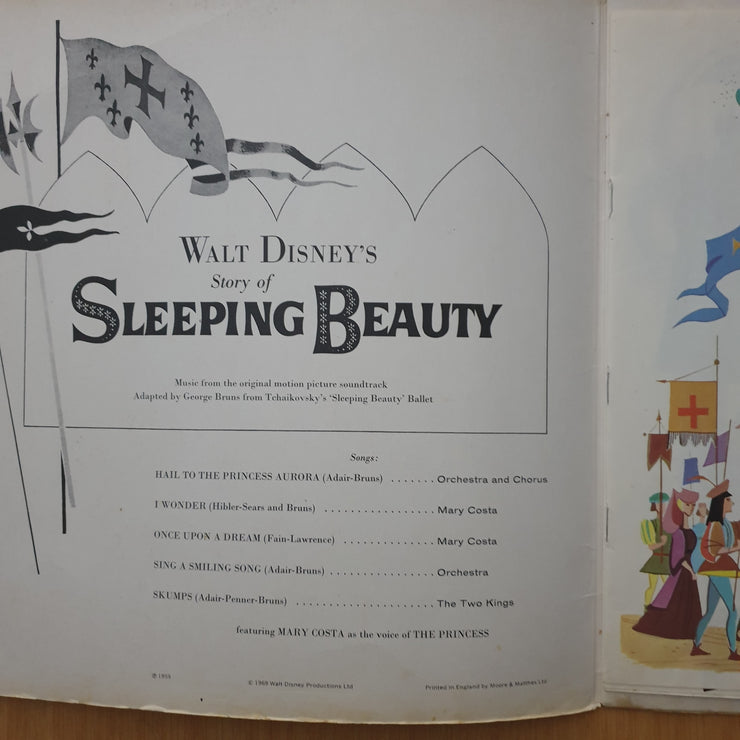 WALT DISNEY'S
Story of
SLEEPING BEAUTY
Music from the original motion picture soundtrack
Adapted by George Bruns from Tchaikovsky's 'Sleeping Beauty' Ballet
Songs:
HAIL TO THE PRINCESS AURORA (Adair-Bruns) . . . . . . . Orchestra and Chorus
I WONDER (Hibler-Sears and Bruns) . . . . . . . . . . . . . . . . Mary Costa
ONCE UPON A DREAM (Fain-Lawrence) . . . . . . . . . . . . . Mary Costa
SING A SMILING SONG (Adair-Bruns) . . . . . . . . . . . . . . . Orchestra
SKUMPS (Adair-Penner-Bruns) . . . . . . . . . . . . . . . . . . . . The Two Kings
featuring MARY COSTA as the voice of THE PRINCESS
℗ 1959
© 1969 Walt Disney Productions Ltd
Printed in England by Moore & Matthes Ltd